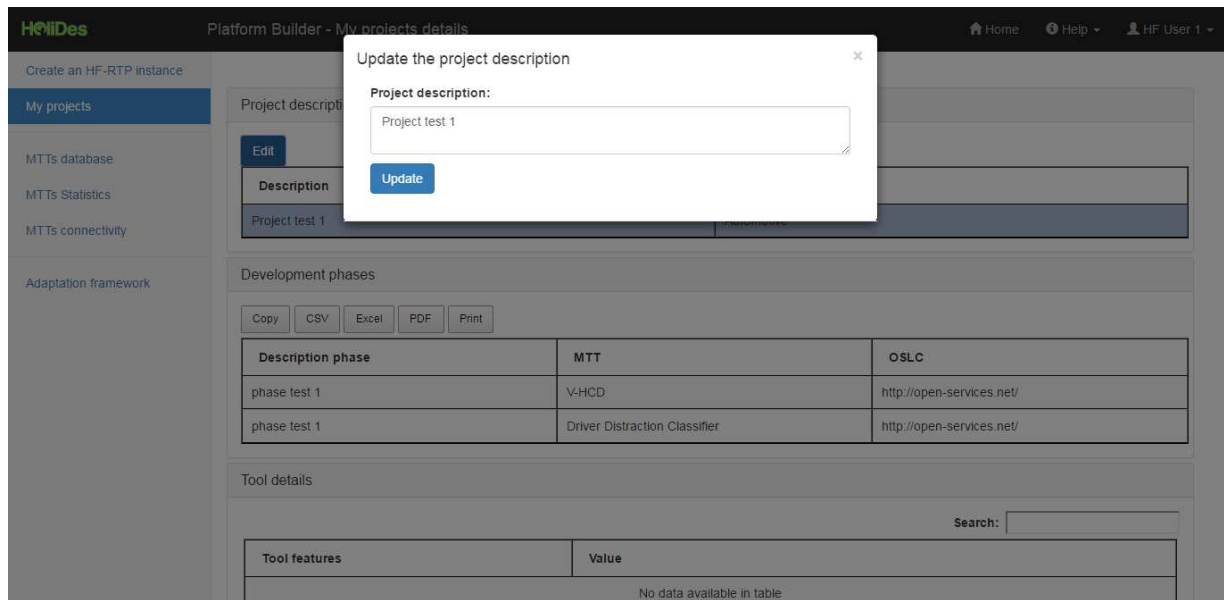 HoliDes
Platform Builder - My projects details
Home
Help
HF User 1
Create an HF-RTP instance
My projects
MTTs database
MTTs Statistics
MTTs connectivity
Adaptation framework
Update the project description
×
Project description:
Project test 1
Update
Project descripti
Edit
Description
Project test 1
Automotive
Development phases
Copy CSV Excel PDF Print
Description phase MTT OSLC
phase test 1 V-HCD http://open-services.net/
phase test 1 Driver Distraction Classifier http://open-services.net/
Tool details
Search:
Tool features Value
No data available in table